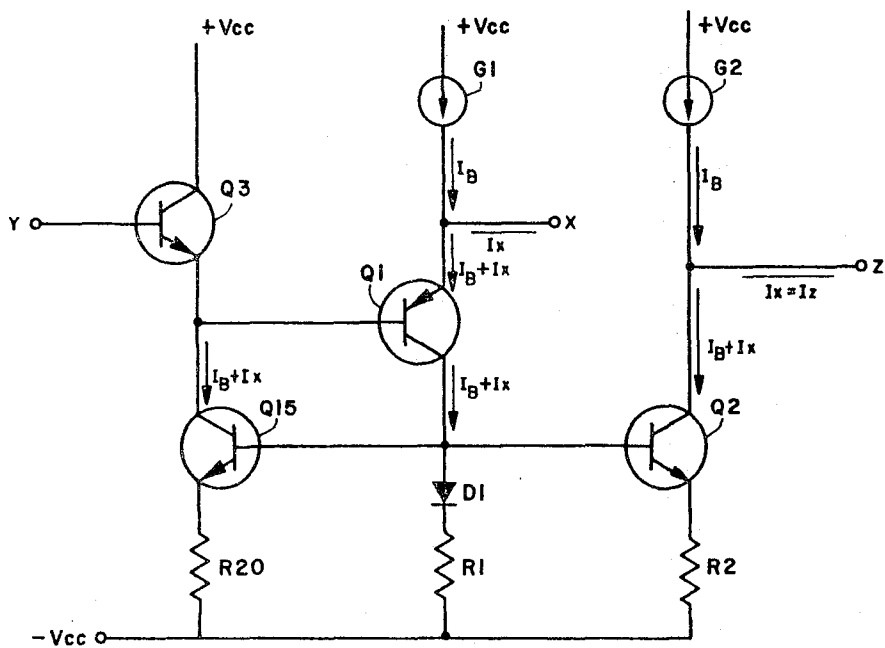 +Vcc
+Vcc
+Vcc
G1
G2
I_B
I_B
Q3
Y
X
Ix
I_B+Ix
Q1
Z
Ix=Iz
I_B+Ix
I_B+Ix
I_B+Ix
Q15
Q2
D1
R20
R1
R2
-Vcc